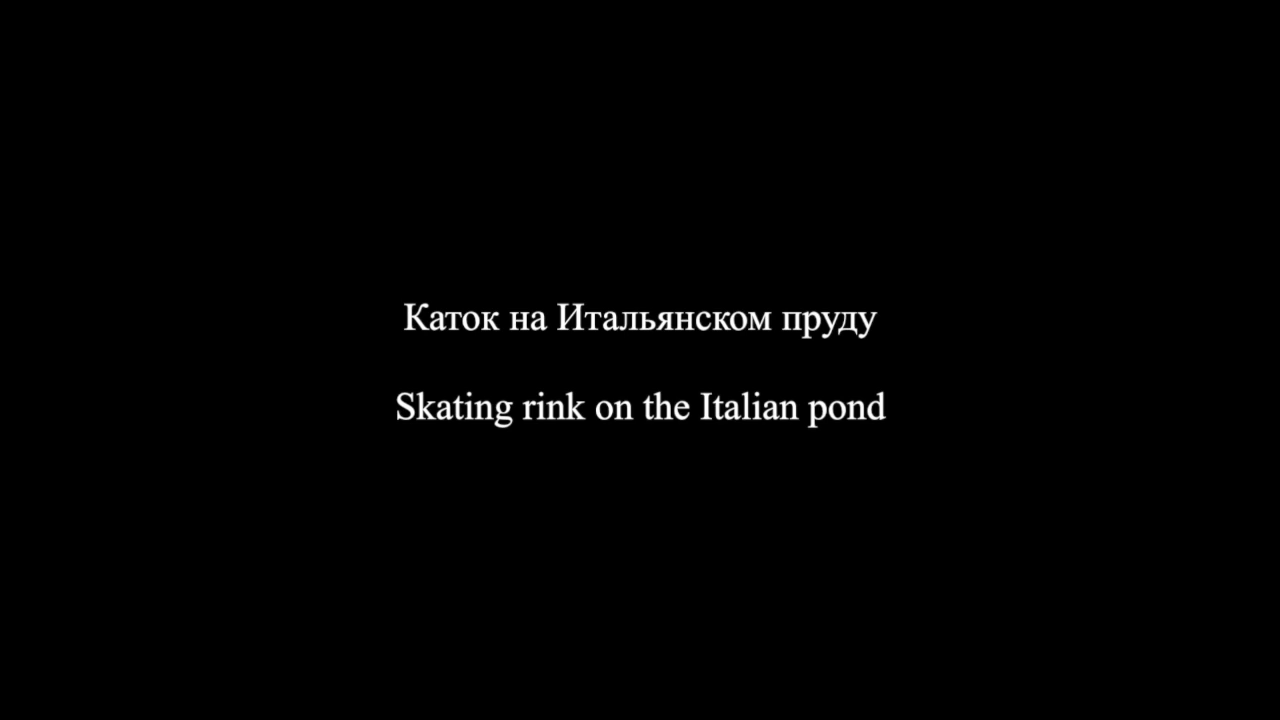 Каток на Итальянском пруду
Skating rink on the Italian pond